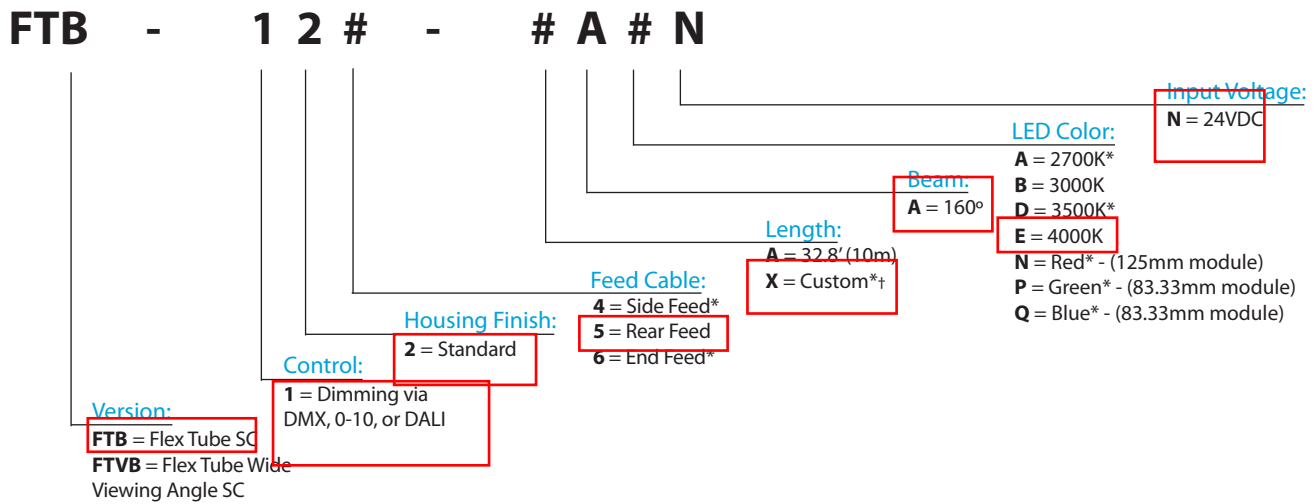 FTB - 1 2 # - # A # N
Input Voltage:
N = 24VDC
LED Color:
A = 2700K*
B = 3000K
D = 3500K*
E = 4000K
N = Red* - (125mm module)
P = Green* - (83.33mm module)
Q = Blue* - (83.33mm module)
Beam:
A = 160º
Length:
A = 32.8’ (10m)
X = Custom*†
Feed Cable:
4 = Side Feed*
5 = Rear Feed
6 = End Feed*
Housing Finish:
2 = Standard
Control:
1 = Dimming via
DMX, 0-10, or DALI
Version:
FTB = Flex Tube SC
FTVB = Flex Tube Wide
Viewing Angle SC